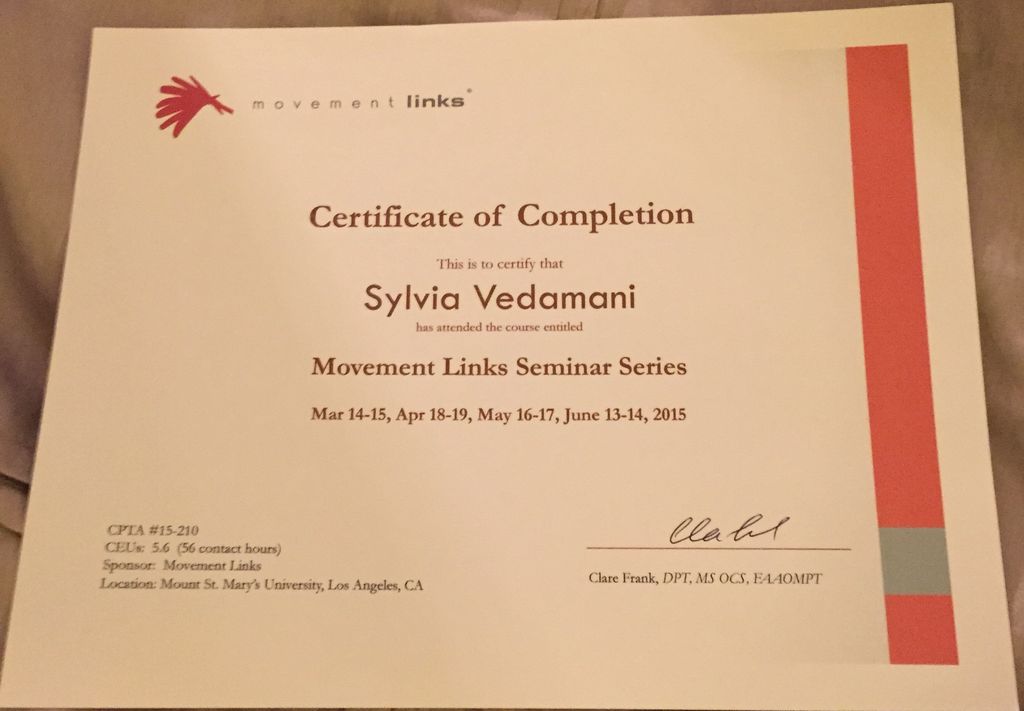 movement links®
Certificate of Completion
This is to certify that
Sylvia Vedamani
has attended the course entitled
Movement Links Seminar Series
Mar 14-15, Apr 18-19, May 16-17, June 13-14, 2015
CPTA #15-210
CEUs: 5.6 (56 contact hours)
Sponsor: Movement Links
Location: Mount St. Mary's University, Los Angeles, CA
Clare Frank, DPT, MS OCS, FAAOMPT